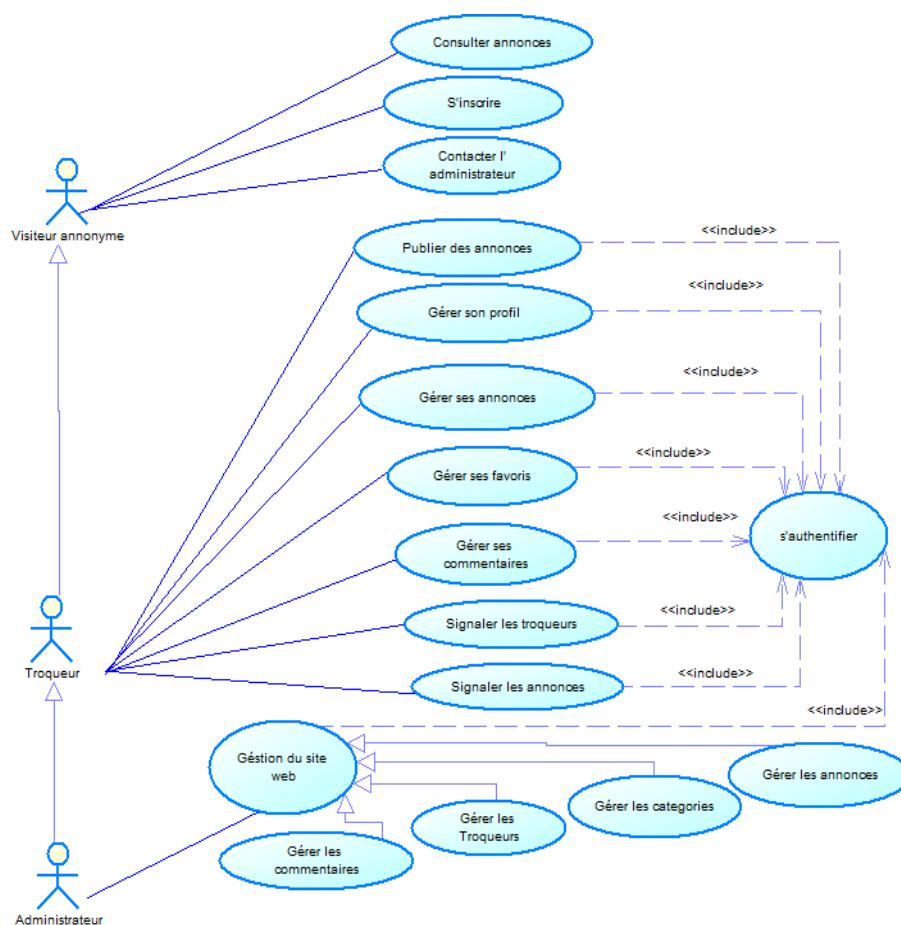 Consulter annonces
S'inscrire
Contacter l'
administrateur
Visiteur annonyme
Publier des annonces
<<include>>
Gérer son profil
<<include>>
Gérer ses annonces
<<include>>
Gérer ses favoris
<<include>>
Gérer ses
commentaires
<<include>>
s'authentifier
Signaler les troqueurs
<<include>>
Troqueur
Signaler les annonces
<<include>>
<<include>>
Géstion du site
web
Gérer les annonces
Gérer les categories
Gérer les
Troqueurs
Gérer les
commentaires
Administrateur